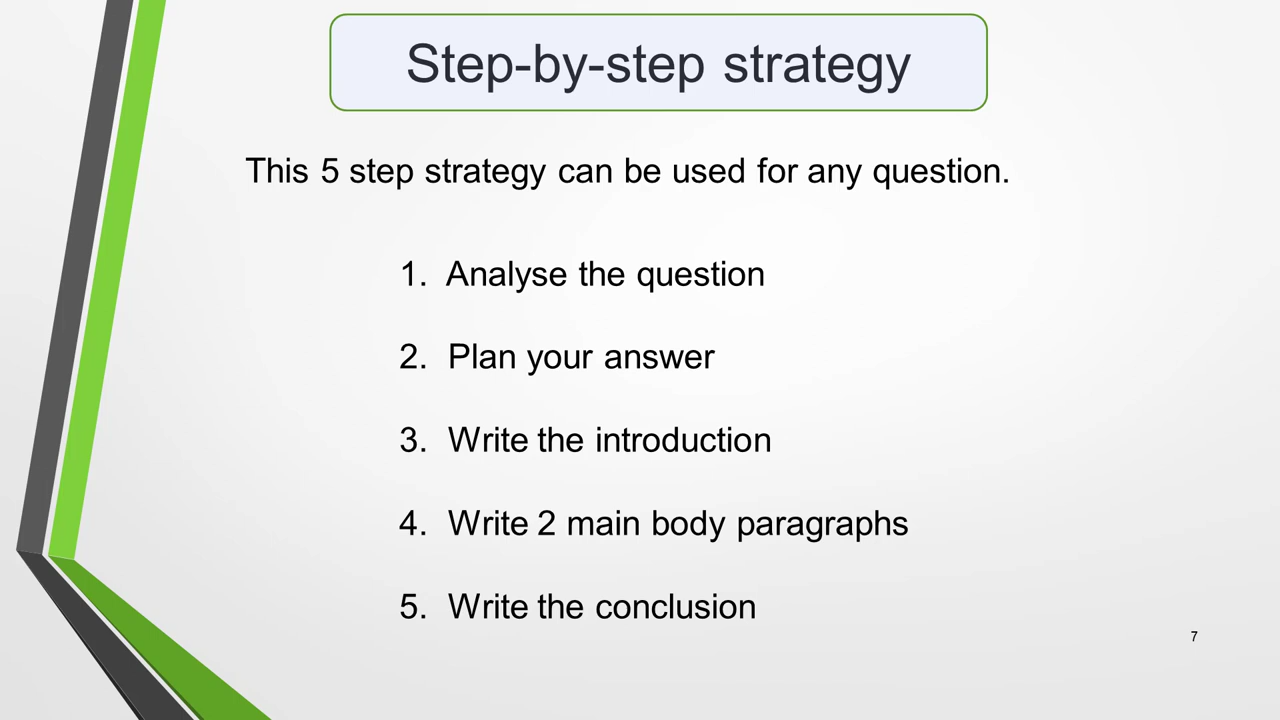 Step-by-step strategy
This 5 step strategy can be used for any question.
1. Analyse the question
2. Plan your answer
3. Write the introduction
4. Write 2 main body paragraphs
5. Write the conclusion
7